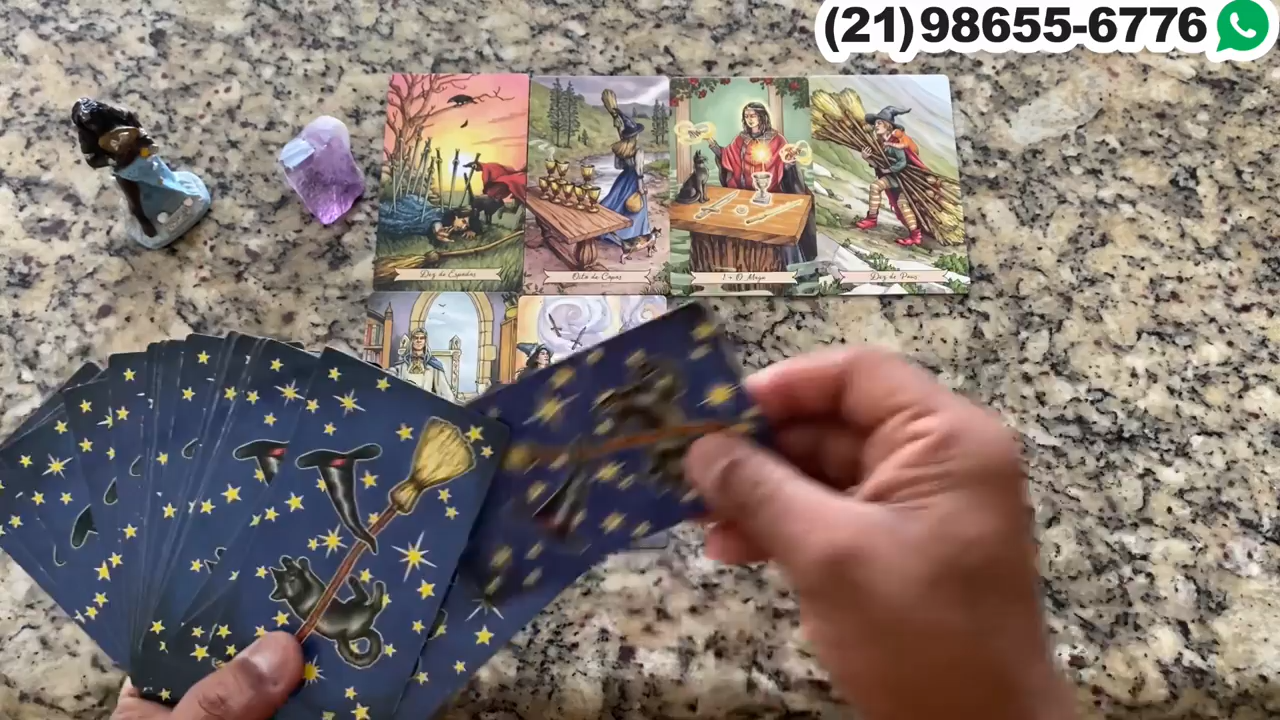 (21)98655-6776
Dez de Espadas
Oito de Copas
1 + O Mago
Dez de Paus